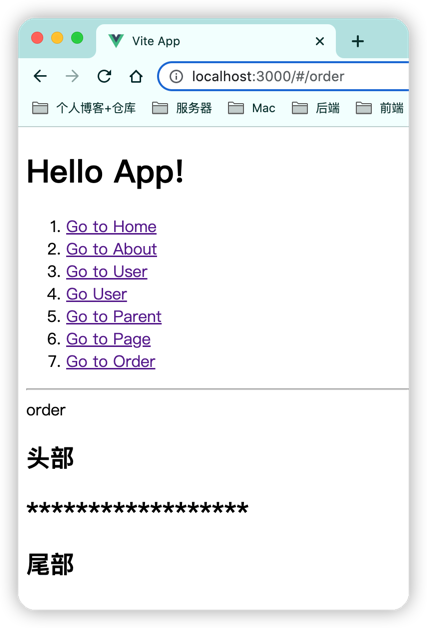 Vite App
localhost:3000/#/order
个人博客+仓库 服务器 Mac 后端 前端
Hello App!
1. Go to Home
2. Go to About
3. Go to User
4. Go User
5. Go to Parent
6. Go to Page
7. Go to Order
order
头部
******************
尾部